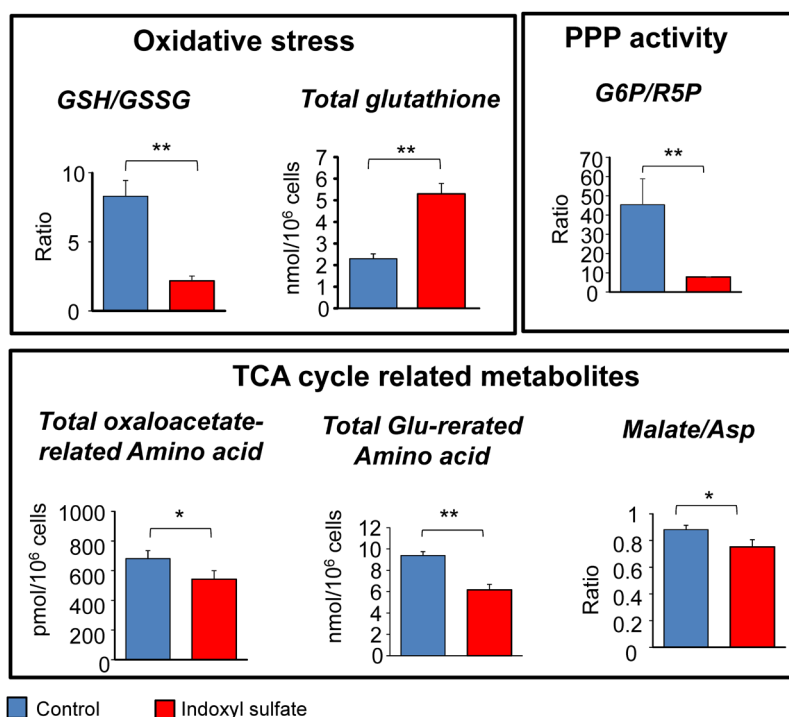 Oxidative stress
GSH/GSSG
**
10
5
0
Ratio
Total glutathione
**
7
6
5
4
3
2
1
0
nmol/10⁶ cells
PPP activity
G6P/R5P
**
70
60
50
40
30
20
10
0
Ratio
TCA cycle related metabolites
Total oxaloacetate-
related Amino acid
*
1000
800
600
400
200
0
pmol/10⁶ cells
Total Glu-rerated
Amino acid
**
12
10
8
6
4
2
0
nmol/10⁶ cells
Malate/Asp
*
1
0.8
0.6
0.4
0.2
0
Ratio
Control
Indoxyl sulfate